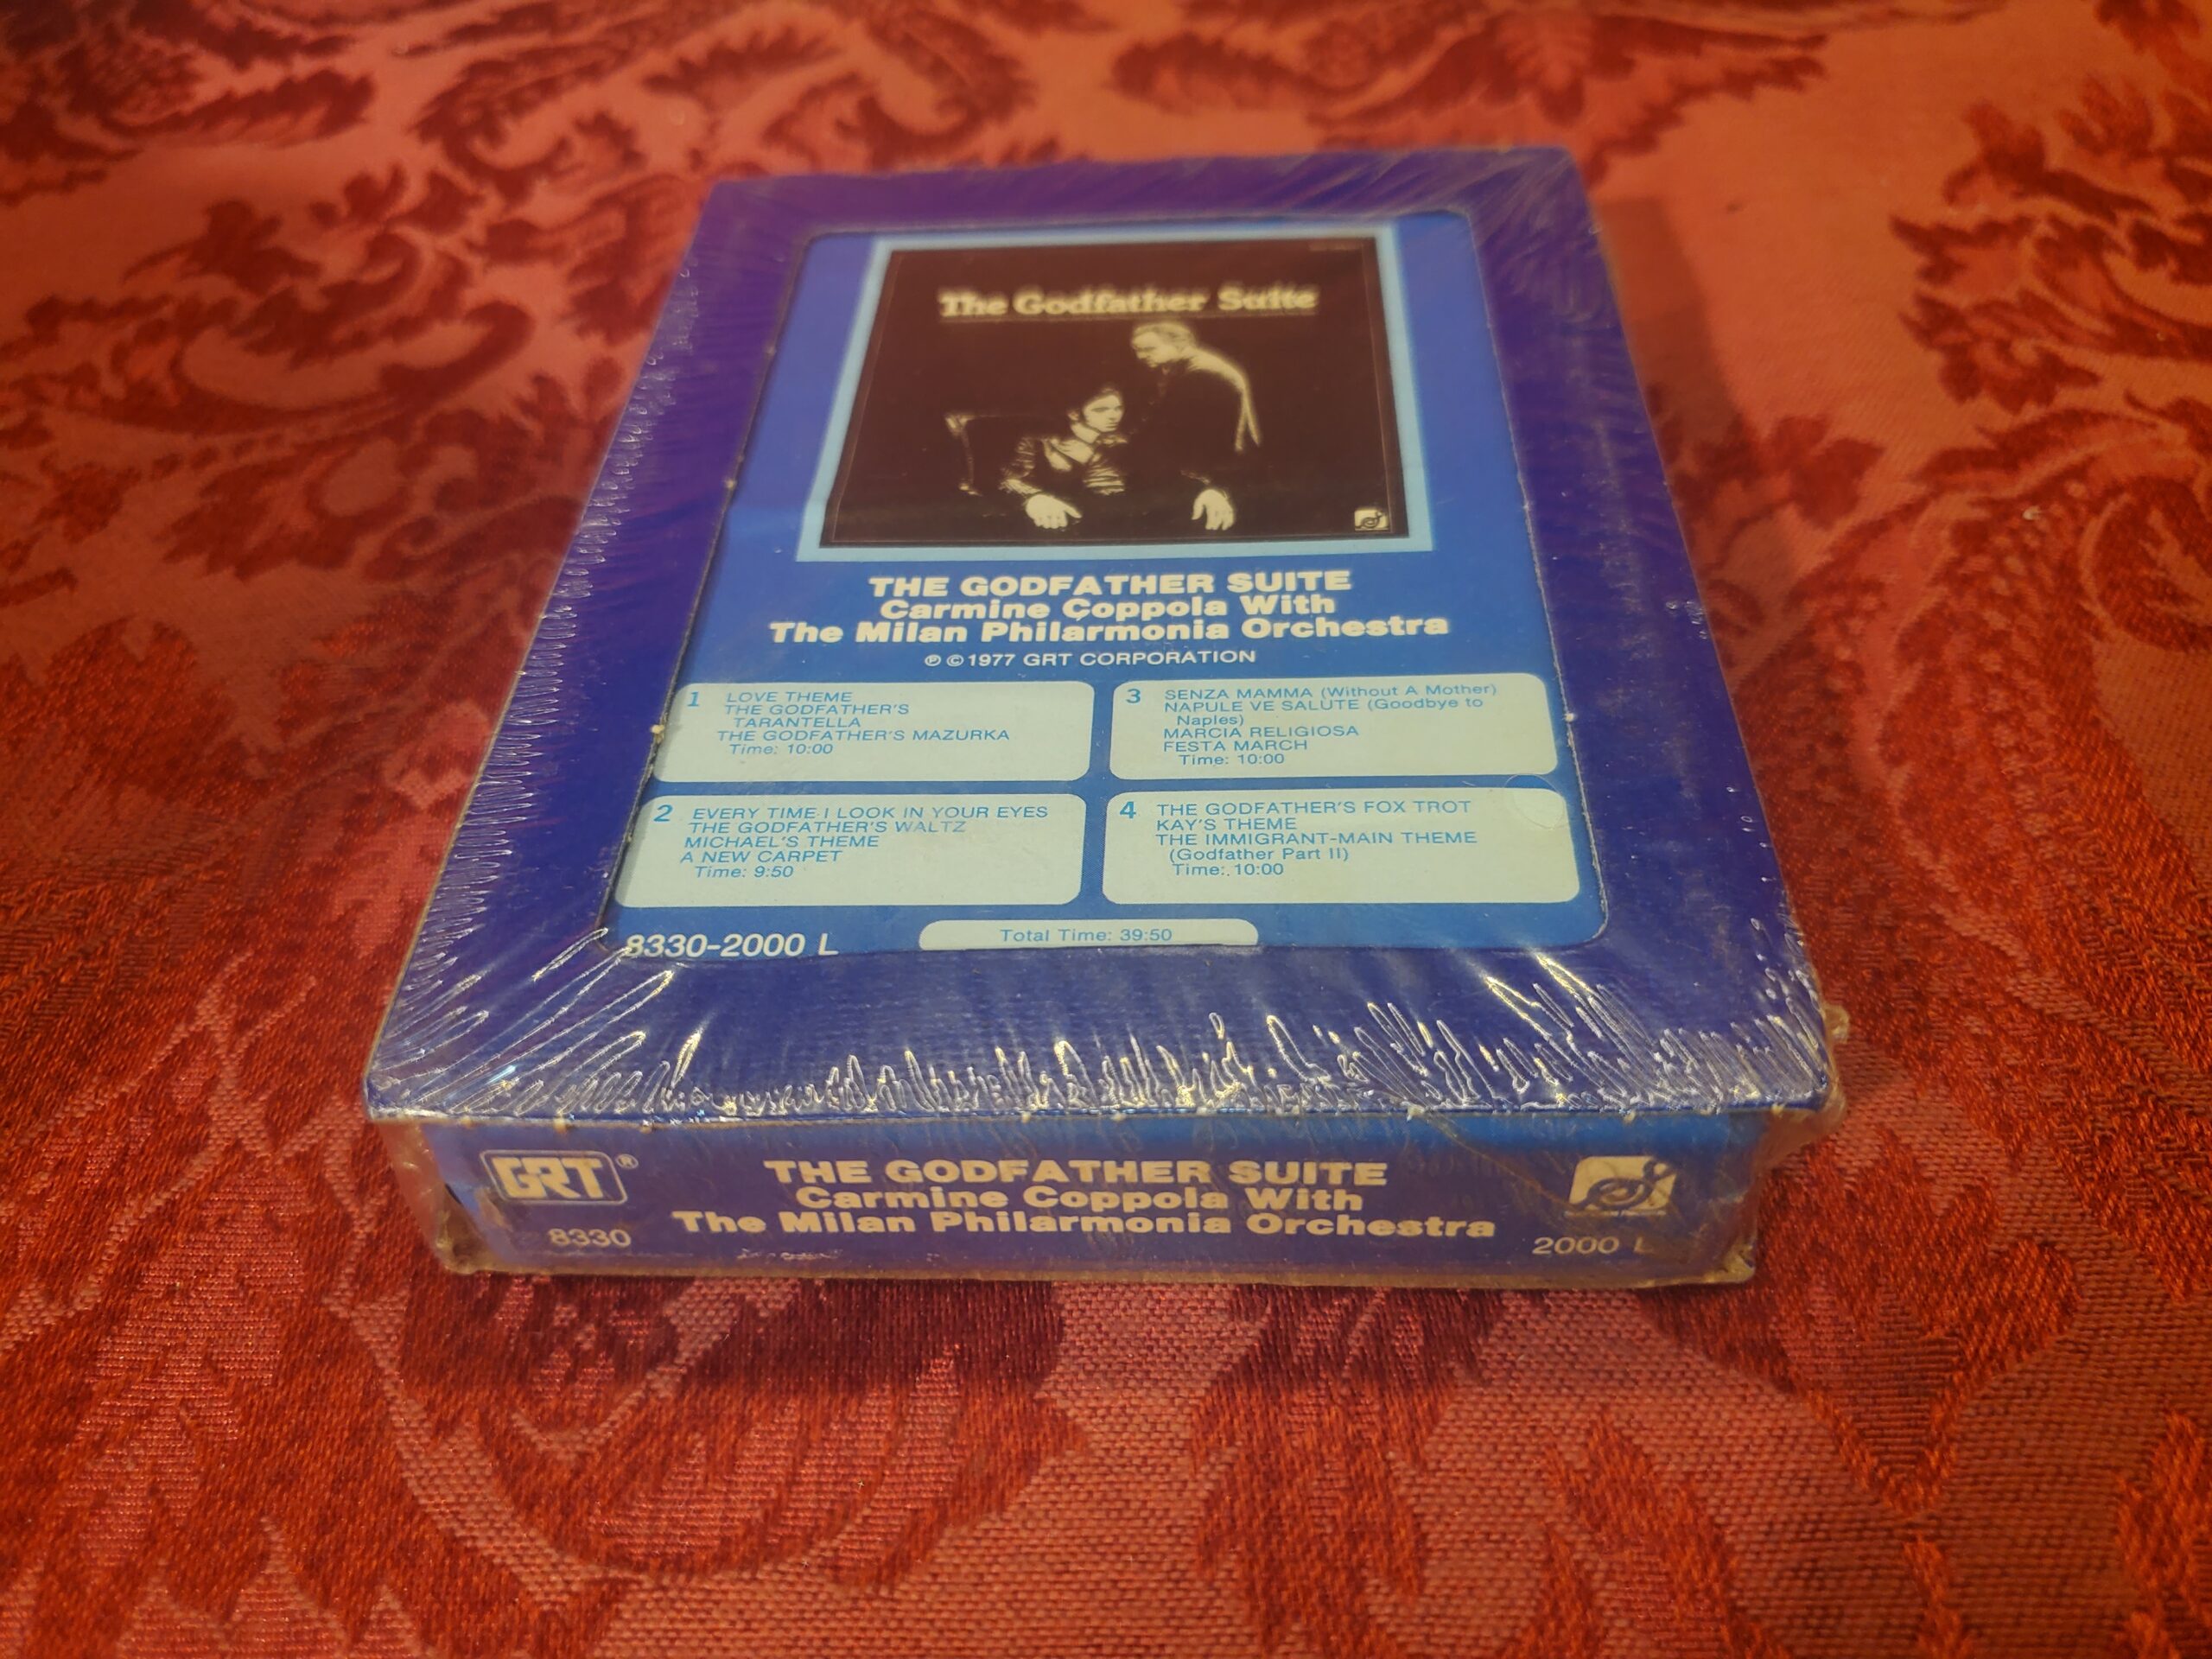 The Godfather Suite
THE GODFATHER SUITE
Carmine Coppola With
The Milan Philarmonia Orchestra
℗ © 1977 GRT CORPORATION
1 LOVE THEME
THE GODFATHER'S
TARANTELLA
THE GODFATHER'S MAZURKA
Time: 10:00
2 EVERY TIME I LOOK IN YOUR EYES
THE GODFATHER'S WALTZ
MICHAEL'S THEME
A NEW CARPET
Time: 9:50
3 SENZA MAMMA (Without A Mother)
NAPULE VE SALUTE (Goodbye to
Naples)
MARCIA RELIGIOSA
FESTA MARCH
Time: 10:00
4 THE GODFATHER'S FOX TROT
KAY'S THEME
THE IMMIGRANT-MAIN THEME
(Godfather Part II)
Time: 10:00
8330-2000 L
Total Time: 39:50
GRT®
8330
THE GODFATHER SUITE
Carmine Coppola With
The Milan Philarmonia Orchestra
2000 L